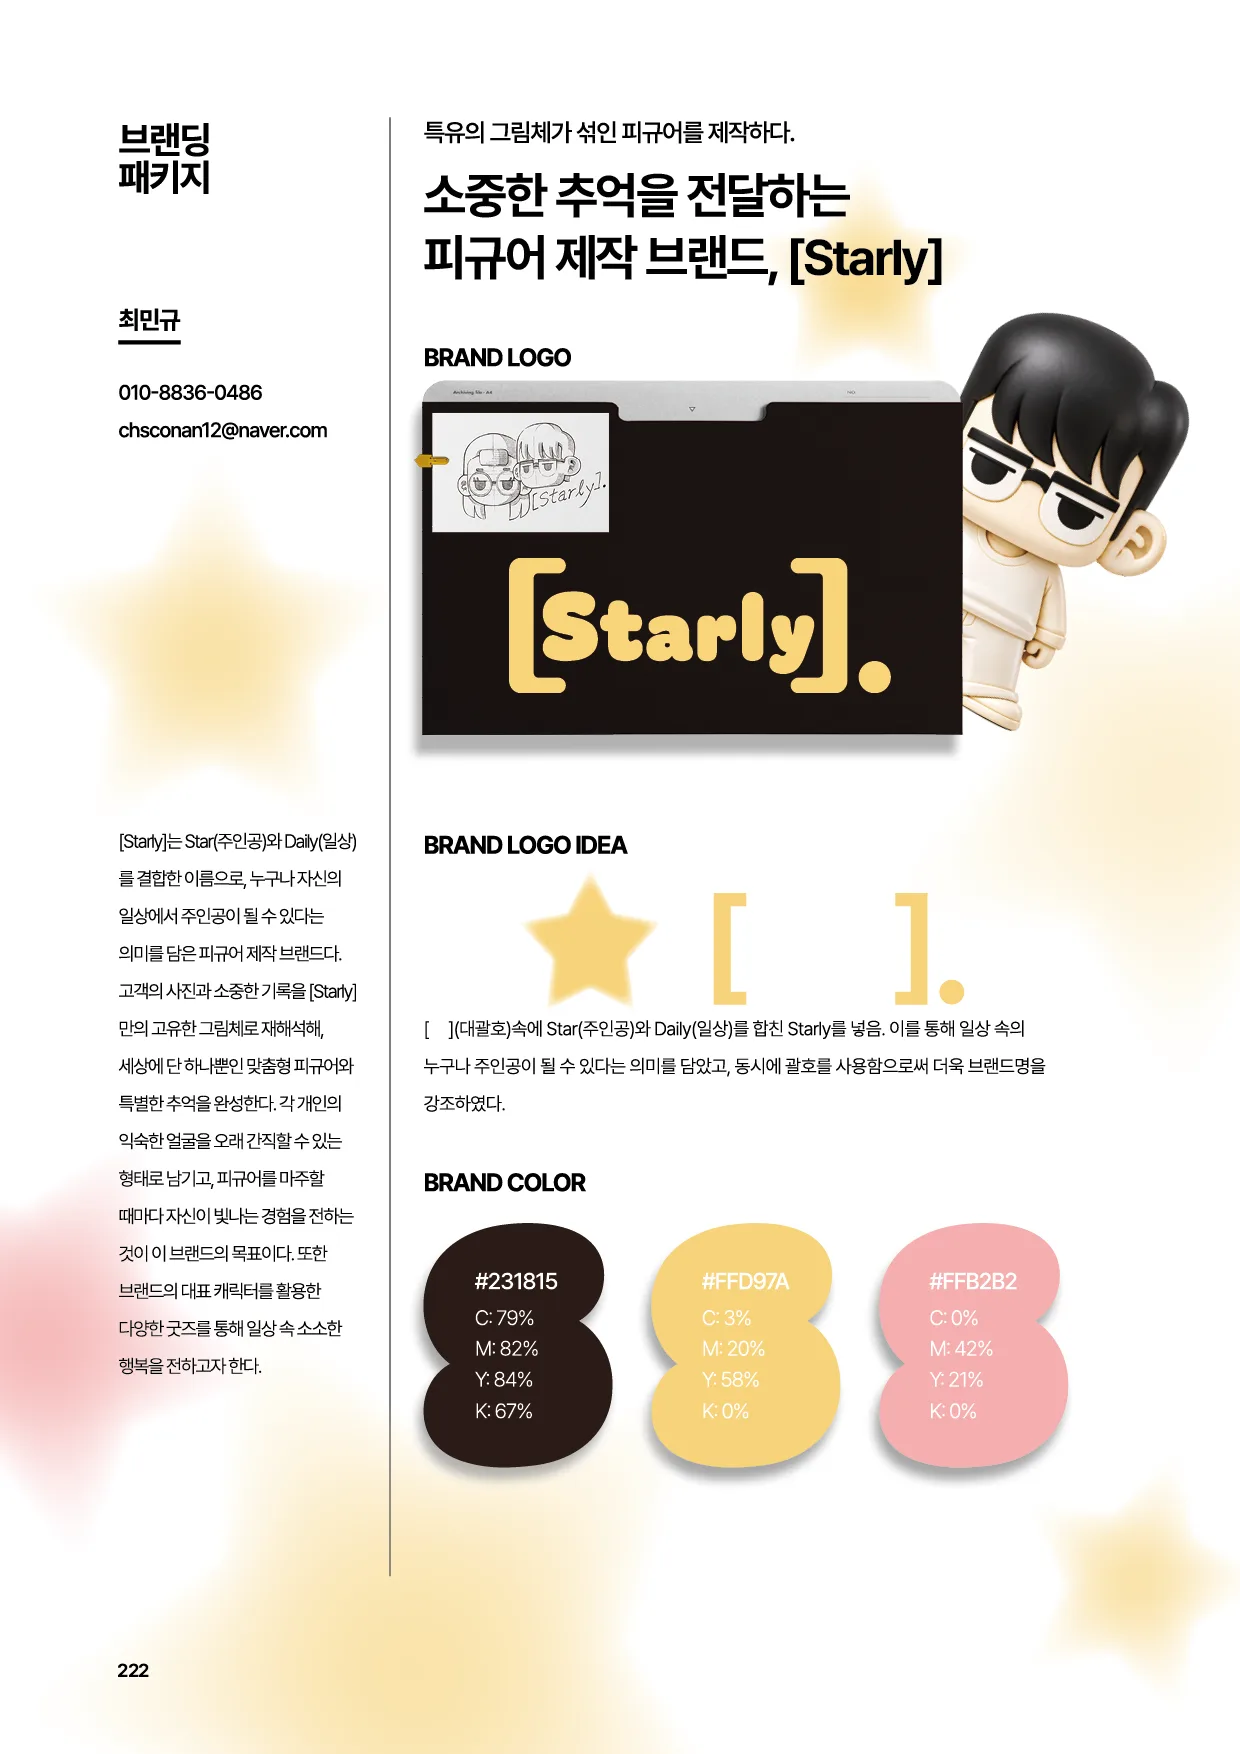 브랜딩
패키지
최민규
010-8836-0486
chsconan12@naver.com
[Starly]는 Star(주인공)와 Daily(일상)
를 결합한 이름으로, 누구나 자신의
일상에서 주인공이 될 수 있다는
의미를 담은 피규어 제작 브랜드다.
고객의 사진과 소중한 기록을 [Starly]
만의 고유한 그림체로 재해석해,
세상에 단 하나뿐인 맞춤형 피규어와
특별한 추억을 완성한다. 각 개인의
익숙한 얼굴을 오래 간직할 수 있는
형태로 남기고, 피규어를 마주할
때마다 자신이 빛나는 경험을 전하는
것이 이 브랜드의 목표이다. 또한
브랜드의 대표 캐릭터를 활용한
다양한 굿즈를 통해 일상 속 소소한
행복을 전하고자 한다.
222
특유의 그림체가 섞인 피규어를 제작하다.
소중한 추억을 전달하는
피규어 제작 브랜드, [Starly]
BRAND LOGO
Archiving file - A4
NO.
[Starly].
[Starly].
BRAND LOGO IDEA
[ ].
[ ](대괄호)속에 Star(주인공)와 Daily(일상)를 합친 Starly를 넣음. 이를 통해 일상 속의
누구나 주인공이 될 수 있다는 의미를 담았고, 동시에 괄호를 사용함으로써 더욱 브랜드명을
강조하였다.
BRAND COLOR
#231815
C: 79%
M: 82%
Y: 84%
K: 67%
#FFD97A
C: 3%
M: 20%
Y: 58%
K: 0%
#FFB2B2
C: 0%
M: 42%
Y: 21%
K: 0%